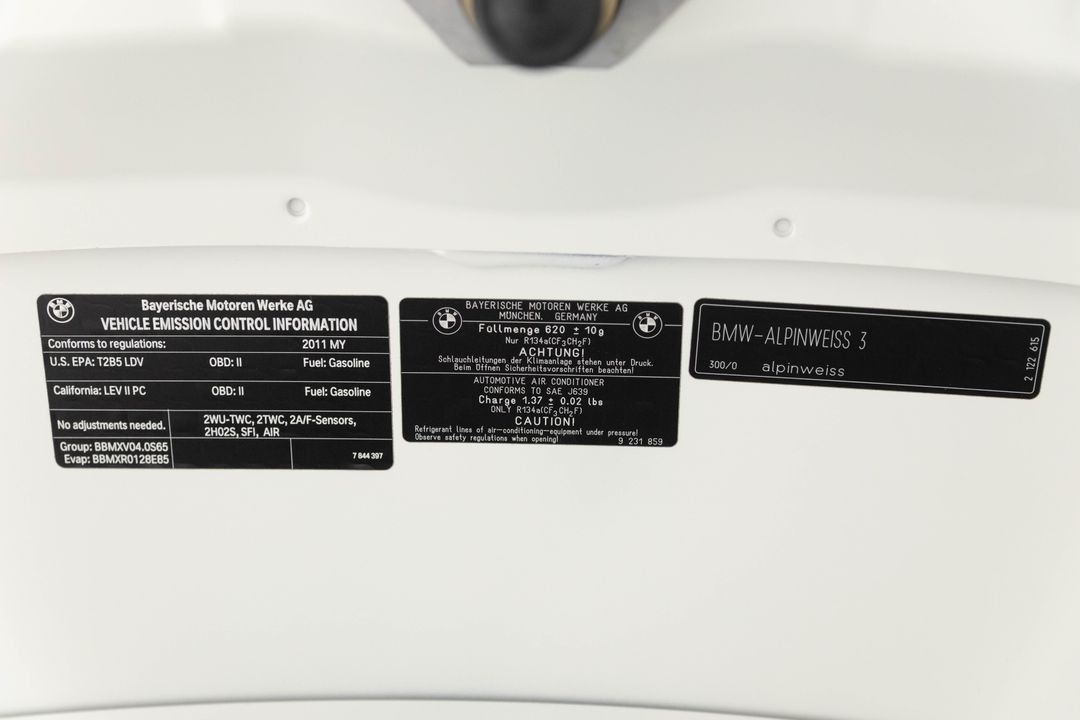 Bayerische Motoren Werke AG
VEHICLE EMISSION CONTROL INFORMATION
Conforms to regulations: 2011 MY
U.S. EPA: T2B5 LDV OBD: II Fuel: Gasoline
California: LEV II PC OBD: II Fuel: Gasoline
No adjustments needed.
2WU-TWC, 2TWC, 2A/F-Sensors,
2HO2S, SFI, AIR
Group: BBMXV04.0S65
Evap: BBMXR0128E85
7 844 397
BAYERISCHE MOTOREN WERKE AG
MÜNCHEN. GERMANY
Follmenge 620 ± 10g
Nur R134a(CF3CH2F)
ACHTUNG!
Schlauchleitungen der Klimaanlage stehen unter Druck.
Beim Öffnen Sicherheitsvorschriften beachten!
AUTOMOTIVE AIR CONDITIONER
CONFORMS TO SAE J639
Charge 1.37 ± 0.02 lbs
ONLY R134a(CF3CH2F)
CAUTION!
Refrigerant lines of air-conditioning-equipment under pressure!
Observe safety regulations when opening!
9 231 859
BMW-ALPINWEISS 3
300/0 alpinweiss
2 122 615